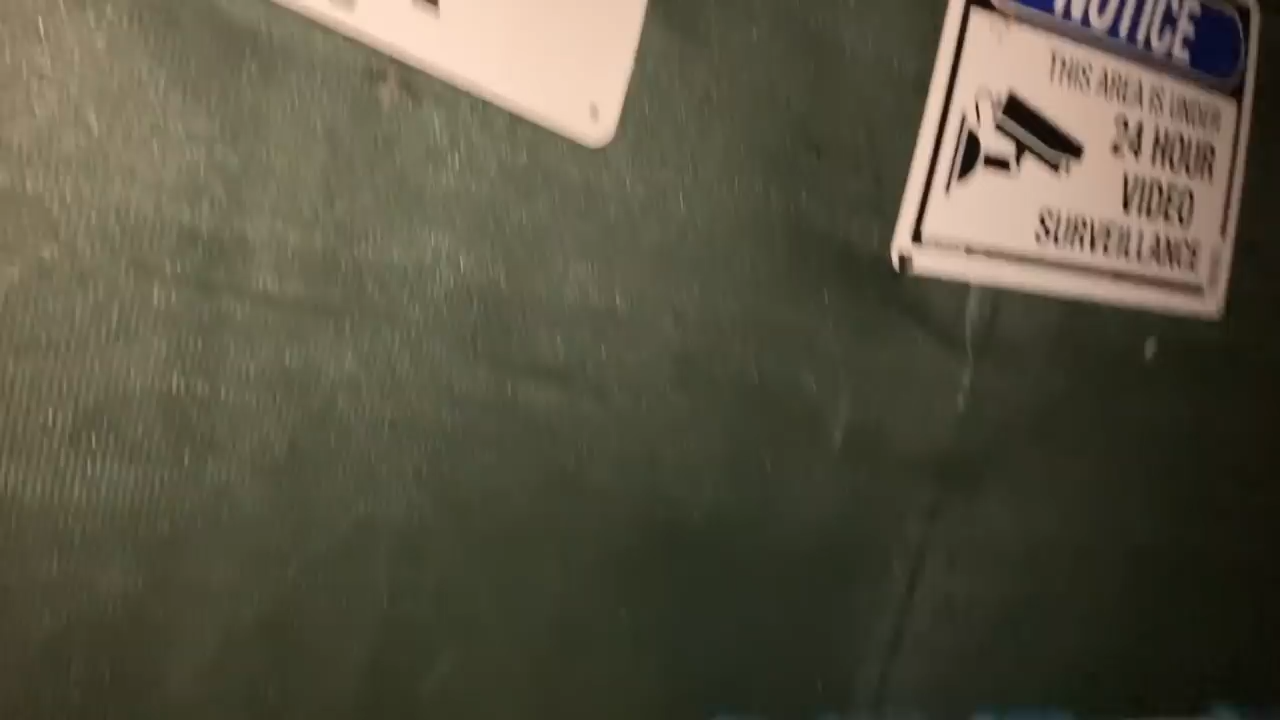 NOTICE
THIS AREA IS UNDER
24 HOUR
VIDEO
SURVEILLANCE